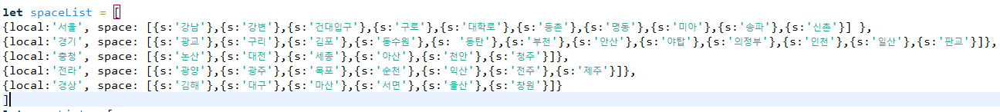 let spaceList = [
{local:'서울', space: [{s:'강남'},{s:'강변'},{s:'건대입구'},{s:'구로'},{s:'대학로'},{s:'등촌'},{s:'명동'},{s:'미아'},{s:'송파'},{s:'신촌'}] },
{local:'경기', space: [{s:'광교'},{s:'구리'},{s:'김포'},{s:'동수원'},{s: '동탄'},{s:'부천'},{s:'안산'},{s:'야탑'},{s:'의정부'},{s:'인천'},{s:'일산'},{s:'판교'}]},
{local:'충청', space: [{s:'논산'},{s:'대전'},{s:'세종'},{s:'아산'},{s:'천안'},{s:'청주'}]},
{local:'전라', space: [{s:'광양'},{s:'광주'},{s:'목포'},{s:'순천'},{s:'익산'},{s:'전주'},{s:'제주'}]},
{local:'경상', space: [{s:'김해'},{s:'대구'},{s:'마산'},{s:'서면'},{s:'울산'},{s:'창원'}]}
]